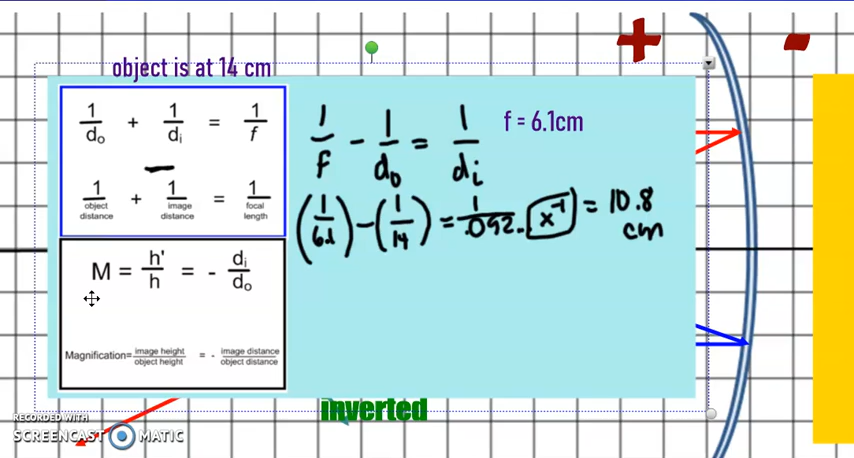 object is at 14 cm
1/dₒ + 1/dᵢ = 1/f
1/object distance + 1/image distance = 1/focal length
M = h'/h = - dᵢ/dₒ
Magnification= image height/object height = - image distance/object distance
1/f - 1/dₒ = 1/dᵢ
f = 6.1cm
(1/6.1) - (1/14) = 1/.092.. x⁻¹ = 10.8 cm
+ -
inverted
RECORDED WITH
SCREENCAST MATIC